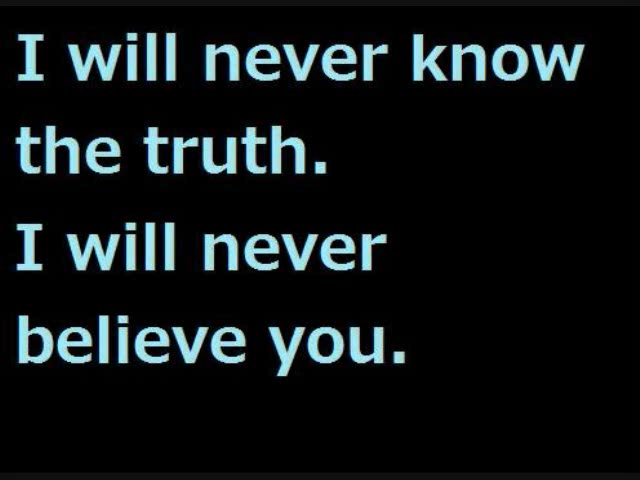 I will never know
the truth.
I will never
believe you.